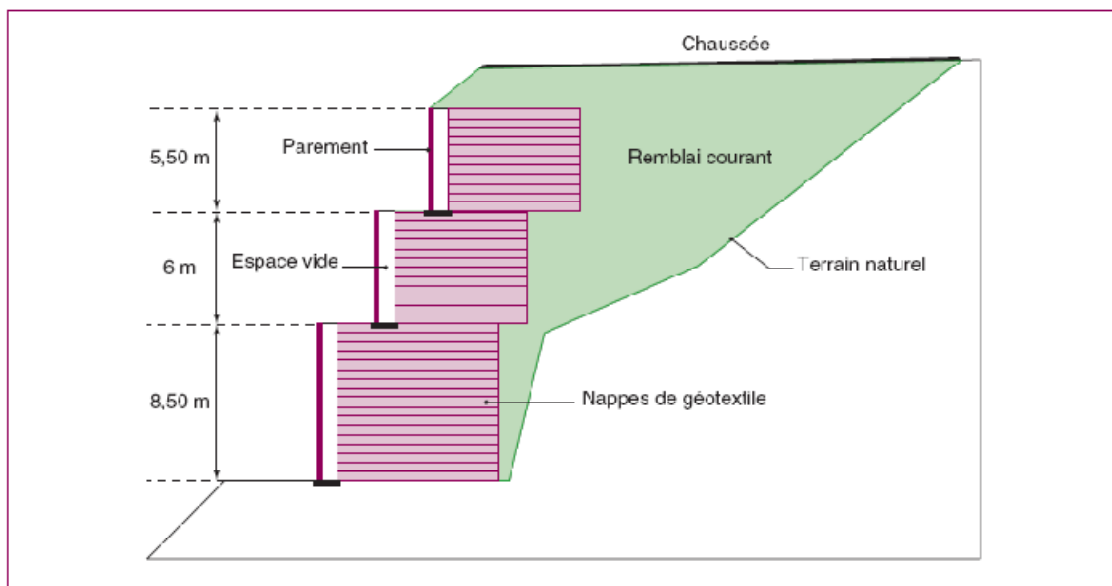 Chaussée
Parement
5,50 m
Remblai courant
Espace vide
6 m
Terrain naturel
8,50 m
Nappes de géotextile